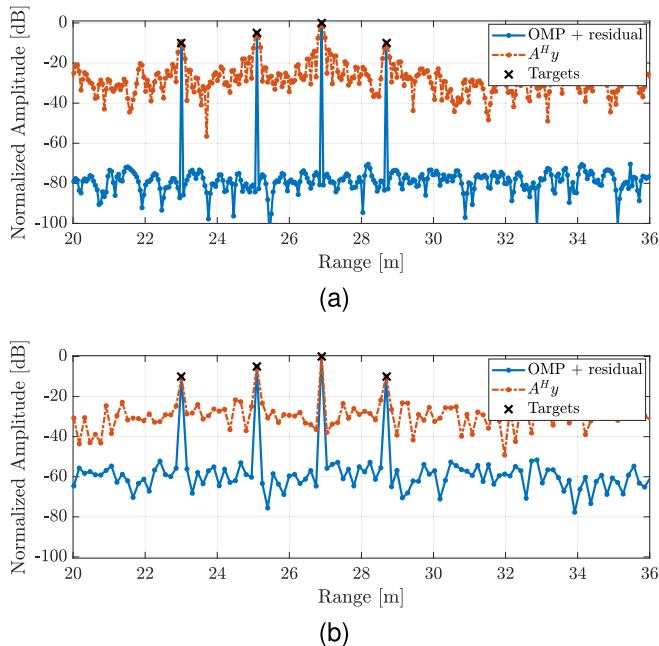 0
-20
-40
-60
-80
-100
Normalized Amplitude [dB]
OMP + residual
A^H y
Targets
20 22 24 26 28 30 32 34 36
Range [m]
(a)
0
-20
-40
-60
-80
-100
Normalized Amplitude [dB]
OMP + residual
A^H y
Targets
20 22 24 26 28 30 32 34 36
Range [m]
(b)